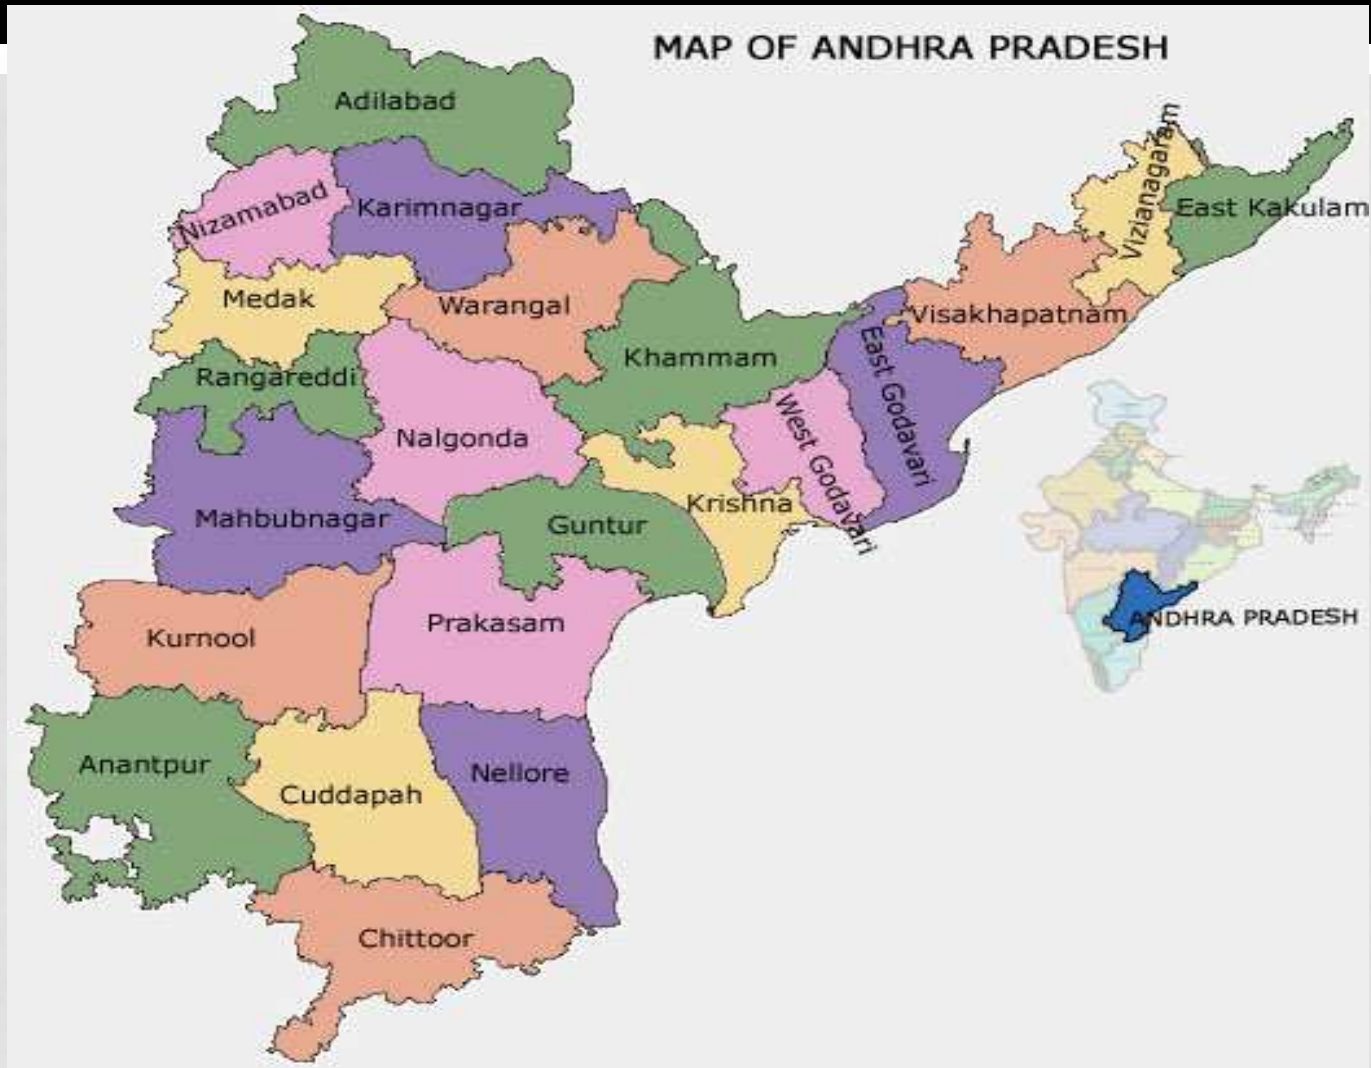 MAP OF ANDHRA PRADESH
Adilabad
Nizamabad
Karimnagar
Vizianagaram
East Kakulam
Medak
Warangal
Visakhapatnam
Khammam
East Godavari
Rangareddi
Nalgonda
West Godavari
Krishna
Mahbubnagar
Guntur
Prakasam
Kurnool
ANDHRA PRADESH
Anantpur
Cuddapah
Nellore
Chittoor